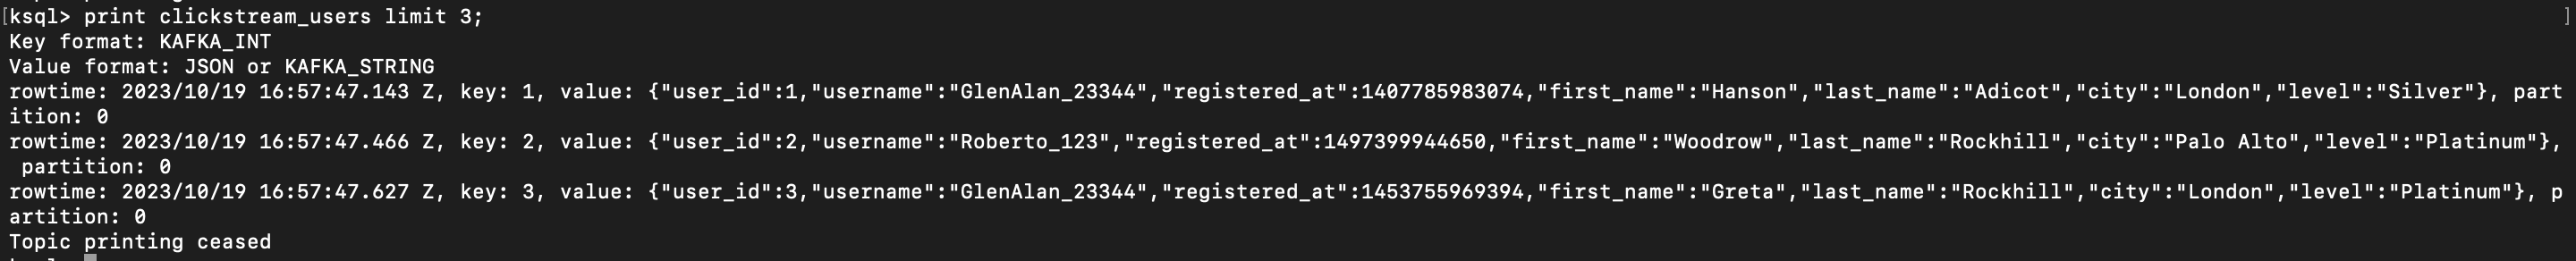 [ksql> print clickstream_users limit 3; ]
Key format: KAFKA_INT
Value format: JSON or KAFKA_STRING
rowtime: 2023/10/19 16:57:47.143 Z, key: 1, value: {"user_id":1,"username":"GlenAlan_23344","registered_at":1407785983074,"first_name":"Hanson","last_name":"Adicot","city":"London","level":"Silver"}, part
ition: 0
rowtime: 2023/10/19 16:57:47.466 Z, key: 2, value: {"user_id":2,"username":"Roberto_123","registered_at":1497399944650,"first_name":"Woodrow","last_name":"Rockhill","city":"Palo Alto","level":"Platinum"},
 partition: 0
rowtime: 2023/10/19 16:57:47.627 Z, key: 3, value: {"user_id":3,"username":"GlenAlan_23344","registered_at":1453755969394,"first_name":"Greta","last_name":"Rockhill","city":"London","level":"Platinum"}, p
artition: 0
Topic printing ceased